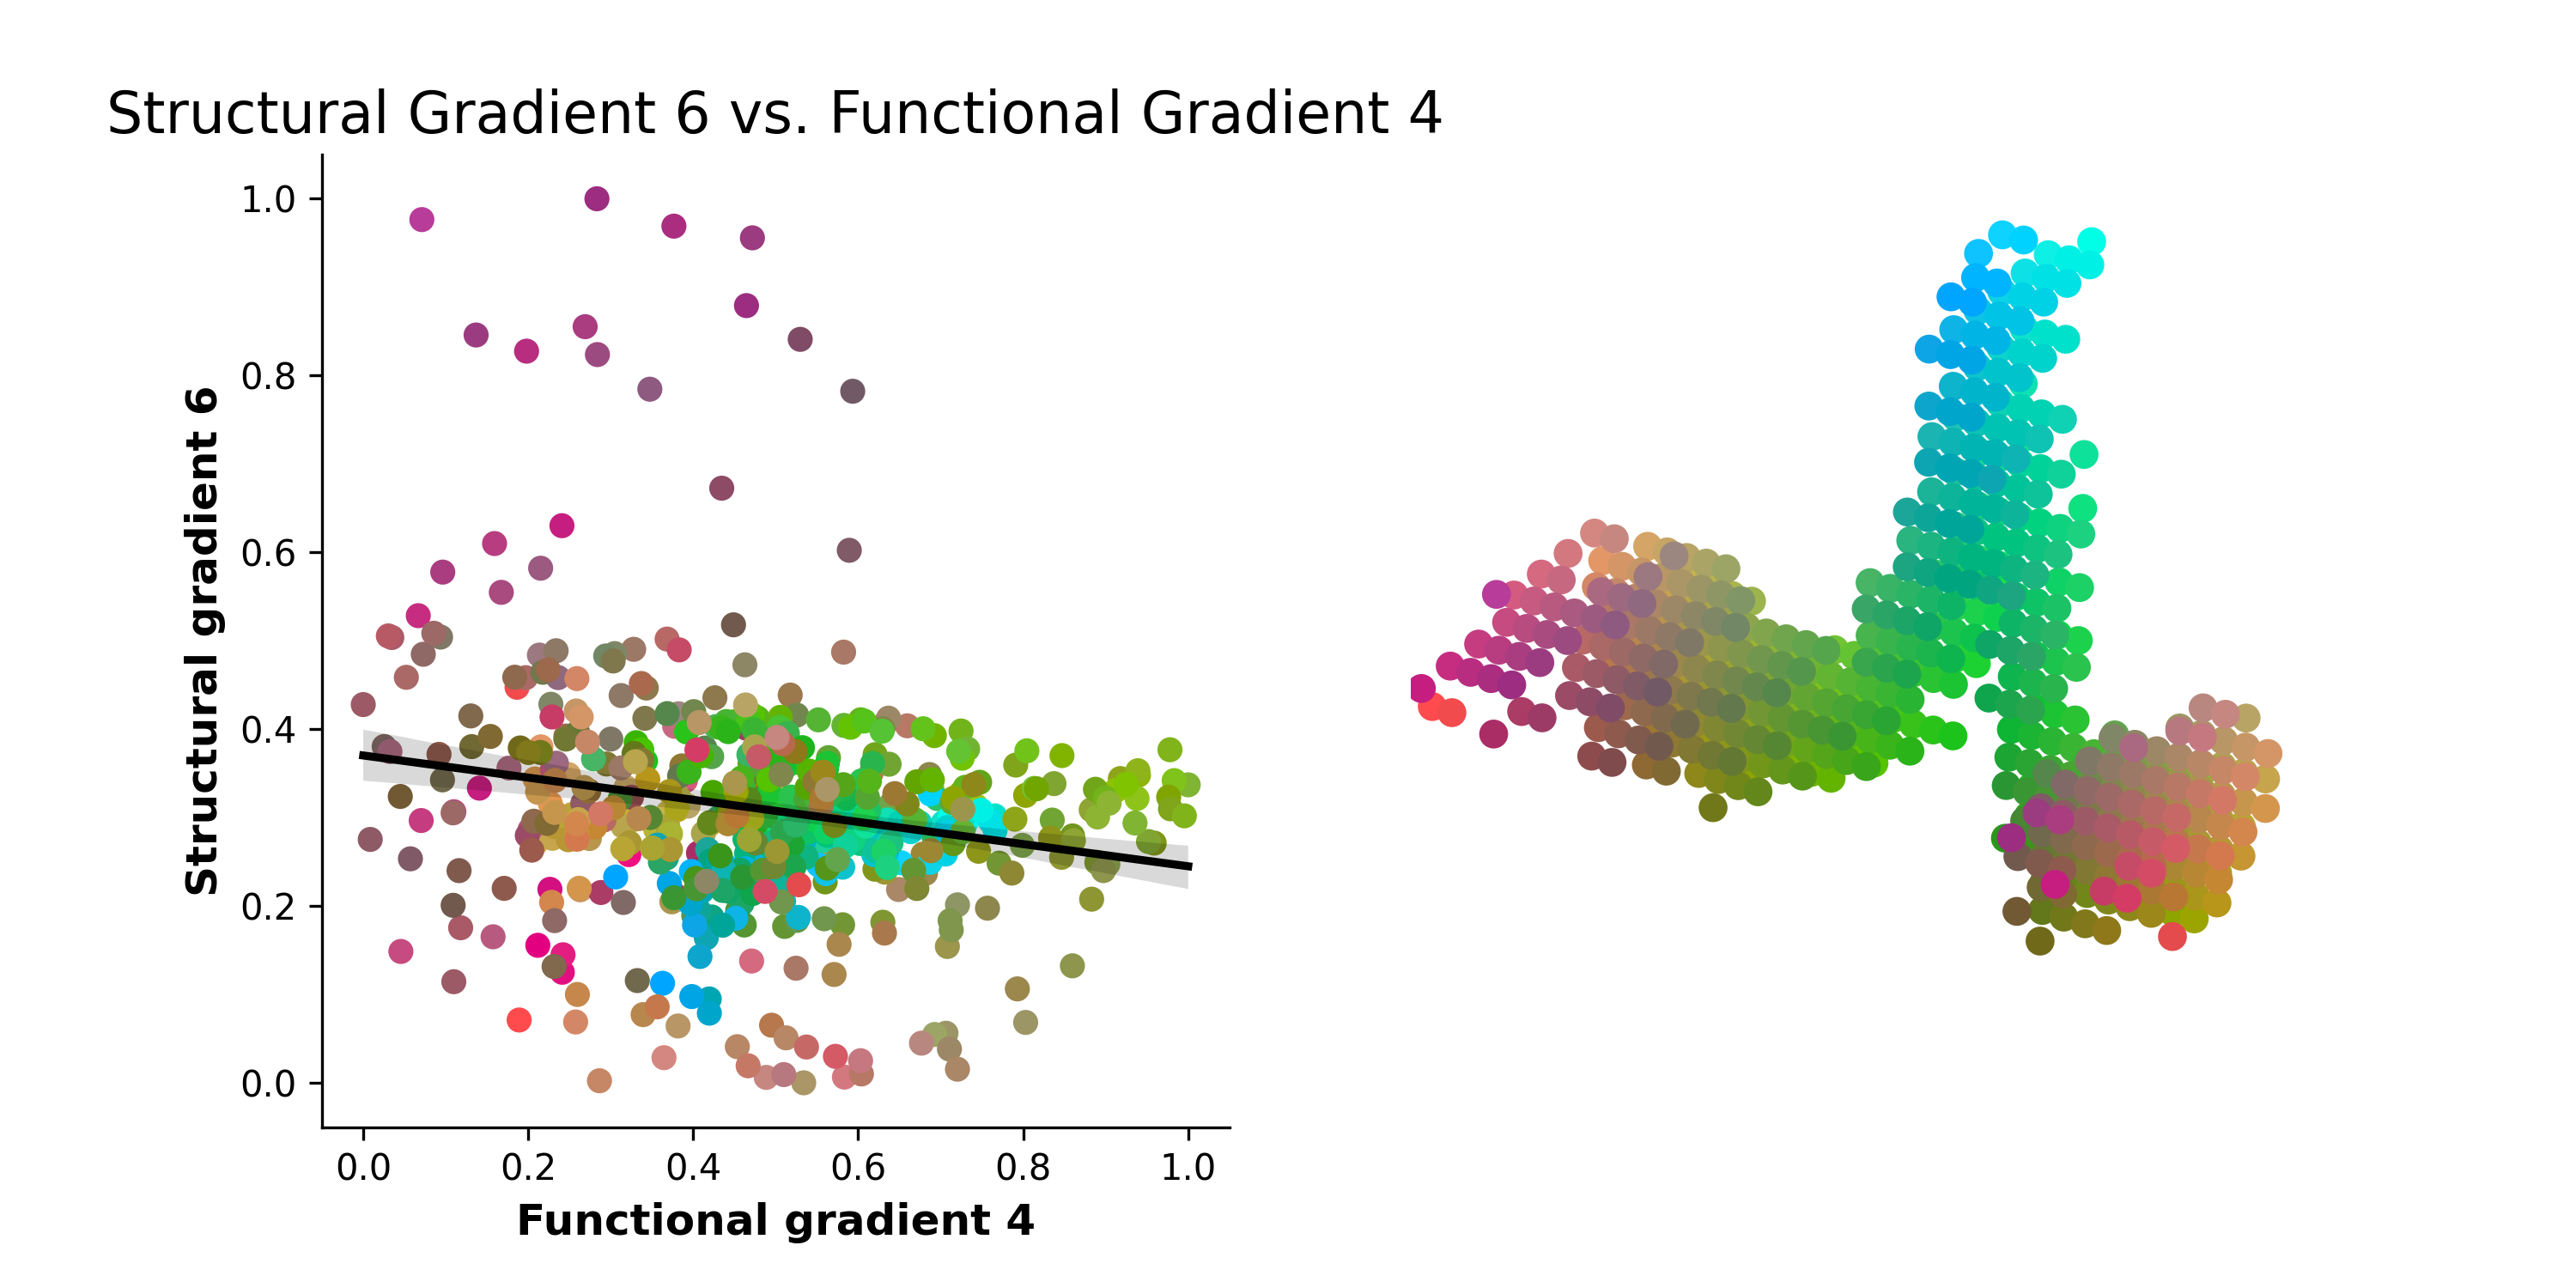 Structural Gradient 6 vs. Functional Gradient 4
1.0
0.8
0.6
0.4
0.2
0.0
Structural gradient 6
0.0 0.2 0.4 0.6 0.8 1.0
Functional gradient 4